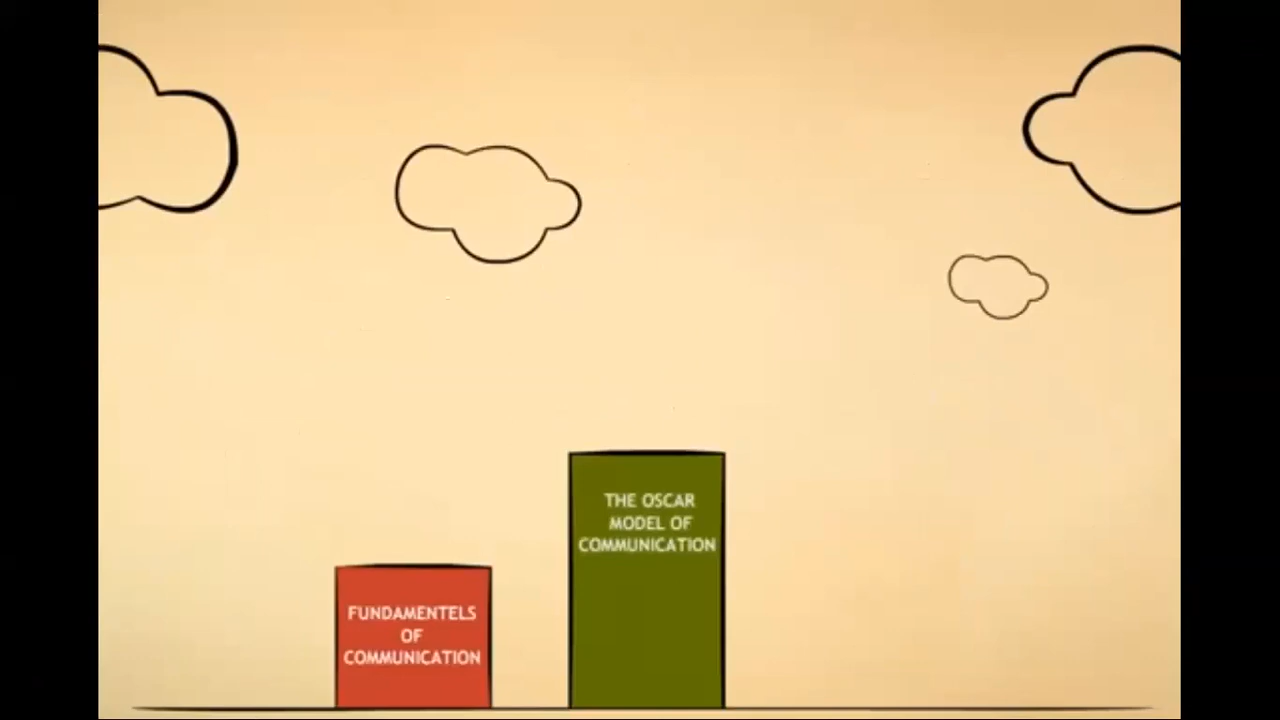 FUNDAMENTELS
OF
COMMUNICATION
THE OSCAR
MODEL OF
COMMUNICATION